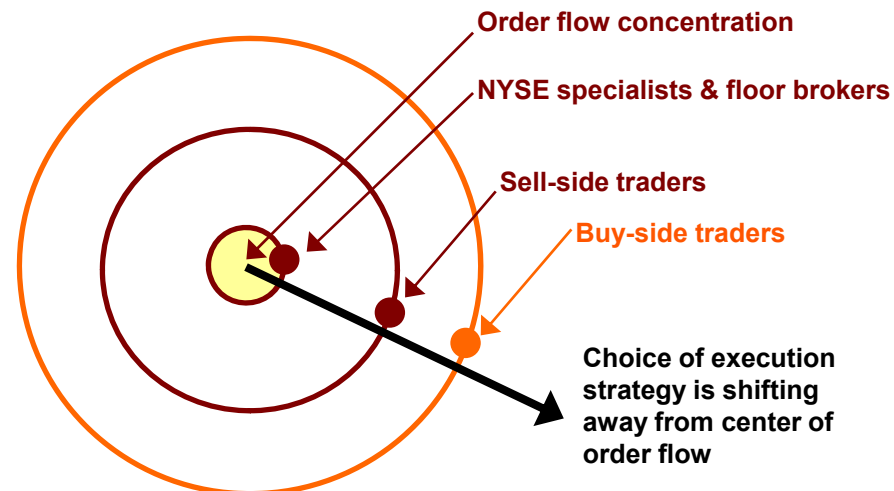 Order flow concentration
NYSE specialists & floor brokers
Sell-side traders
Buy-side traders
Choice of execution
strategy is shifting
away from center of
order flow